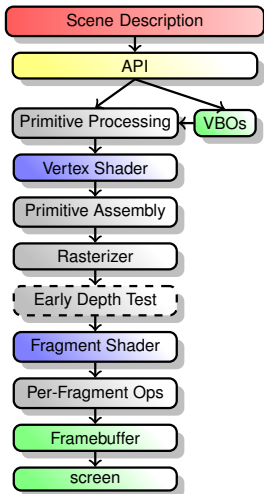 Scene Description
API
Primitive Processing
VBOs
Vertex Shader
Primitive Assembly
Rasterizer
Early Depth Test
Fragment Shader
Per-Fragment Ops
Framebuffer
screen